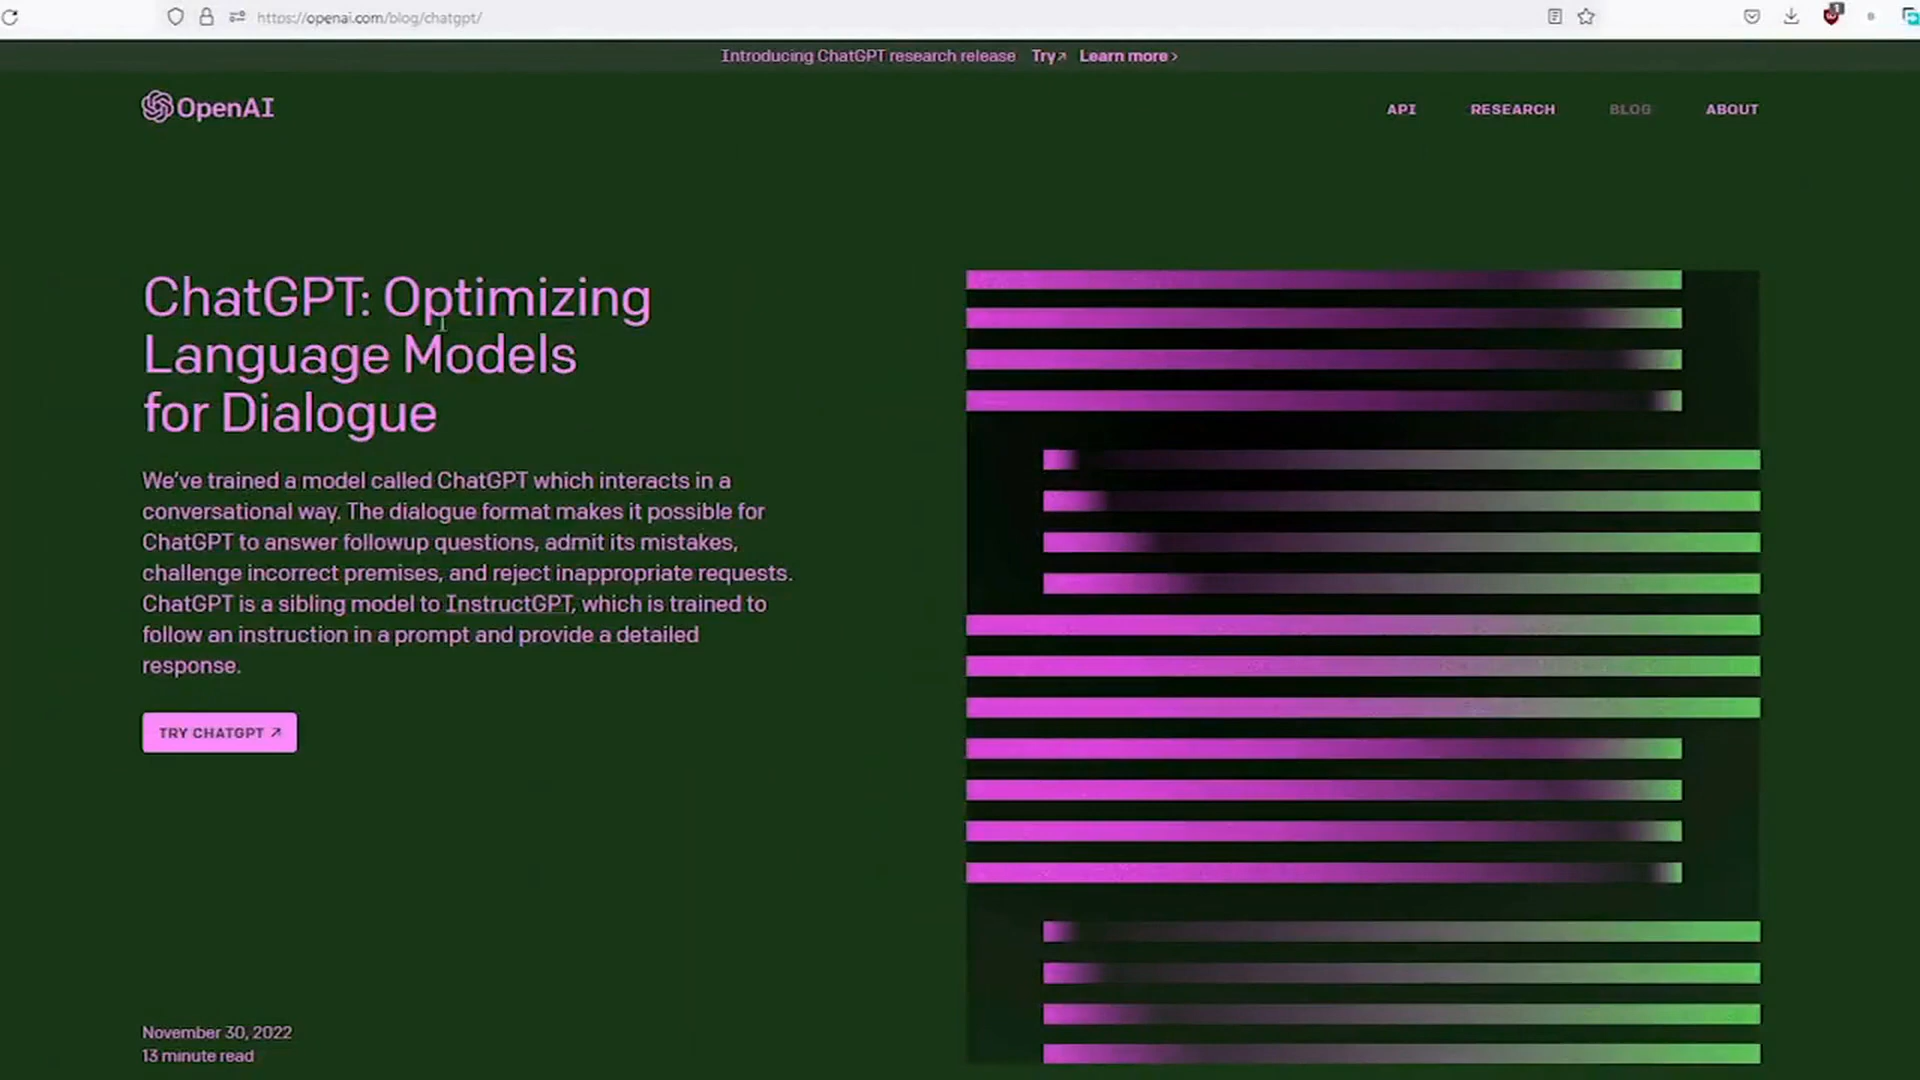 https://openai.com/blog/chatgpt/
1
Introducing ChatGPT research release Try↗ Learn more ›
OpenAI
API RESEARCH BLOG ABOUT
ChatGPT: Optimizing
Language Models
for Dialogue
We've trained a model called ChatGPT which interacts in a
conversational way. The dialogue format makes it possible for
ChatGPT to answer followup questions, admit its mistakes,
challenge incorrect premises, and reject inappropriate requests.
ChatGPT is a sibling model to InstructGPT, which is trained to
follow an instruction in a prompt and provide a detailed
response.
TRY CHATGPT ↗
November 30, 2022
13 minute read